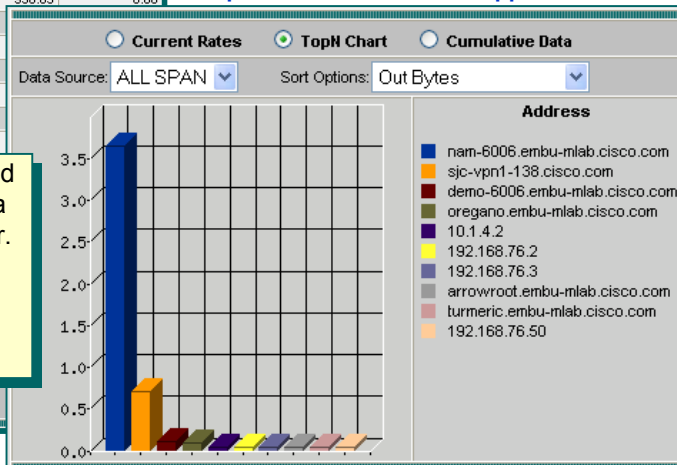 Current Rates TopN Chart Cumulative Data
Data Source: ALL SPAN Sort Options: Out Bytes
Address
nam-6006.embu-mlab.cisco.com
sjc-vpn1-138.cisco.com
demo-6006.embu-mlab.cisco.com
oregano.embu-mlab.cisco.com
10.1.4.2
192.168.76.2
192.168.76.3
arrowroot.embu-mlab.cisco.com
turmeric.embu-mlab.cisco.com
192.168.76.50
3.5
3.0
2.5
2.0
1.5
1.0
0.5
0.0